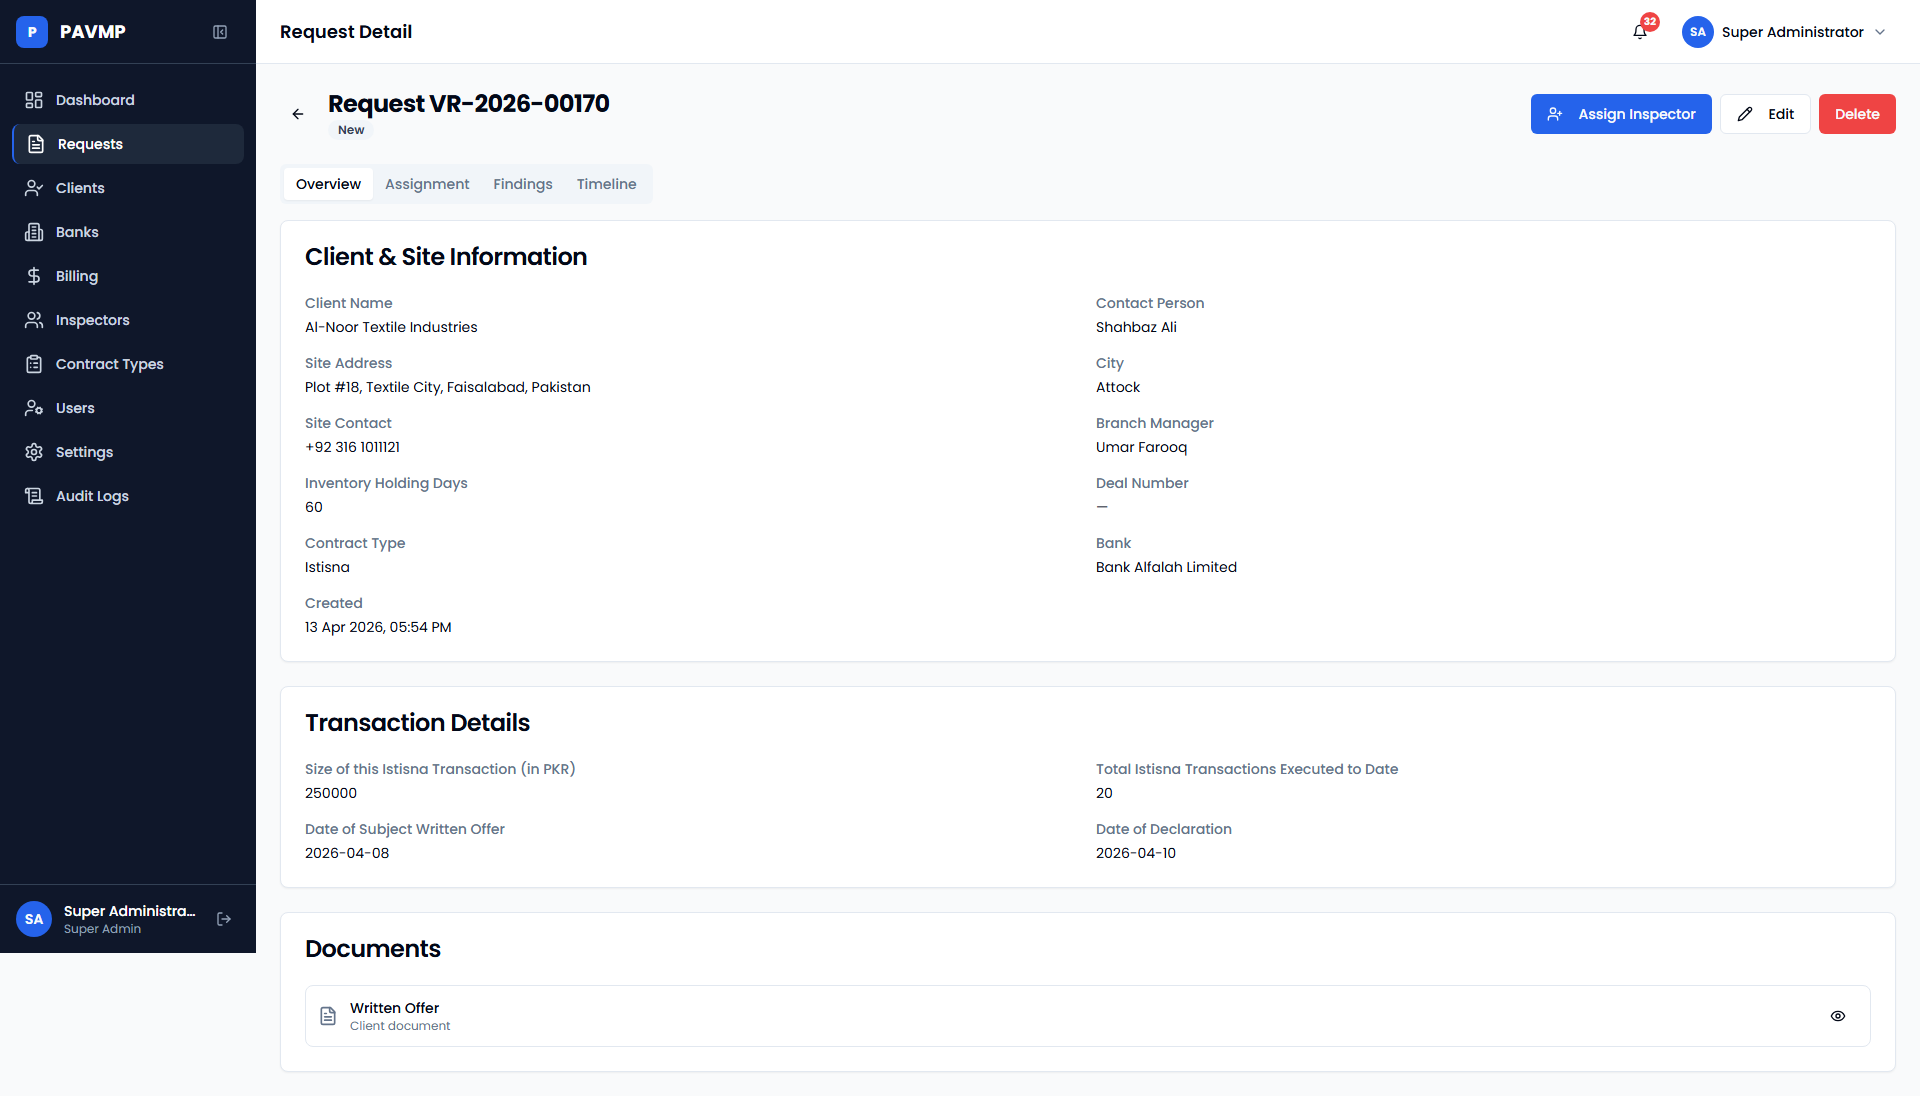 P PAVMP
Dashboard
Requests
Clients
Banks
Billing
Inspectors
Contract Types
Users
Settings
Audit Logs
SA Super Administra...
Super Admin
Request Detail
32
SA Super Administrator
Request VR-2026-00170
New
Assign Inspector
Edit
Delete
Overview Assignment Findings Timeline
Client & Site Information
Client Name
Al-Noor Textile Industries
Contact Person
Shahbaz Ali
Site Address
Plot #18, Textile City, Faisalabad, Pakistan
City
Attock
Site Contact
+92 316 1011121
Branch Manager
Umar Farooq
Inventory Holding Days
60
Deal Number
—
Contract Type
Istisna
Bank
Bank Alfalah Limited
Created
13 Apr 2026, 05:54 PM
Transaction Details
Size of this Istisna Transaction (in PKR)
250000
Total Istisna Transactions Executed to Date
20
Date of Subject Written Offer
2026-04-08
Date of Declaration
2026-04-10
Documents
Written Offer
Client document